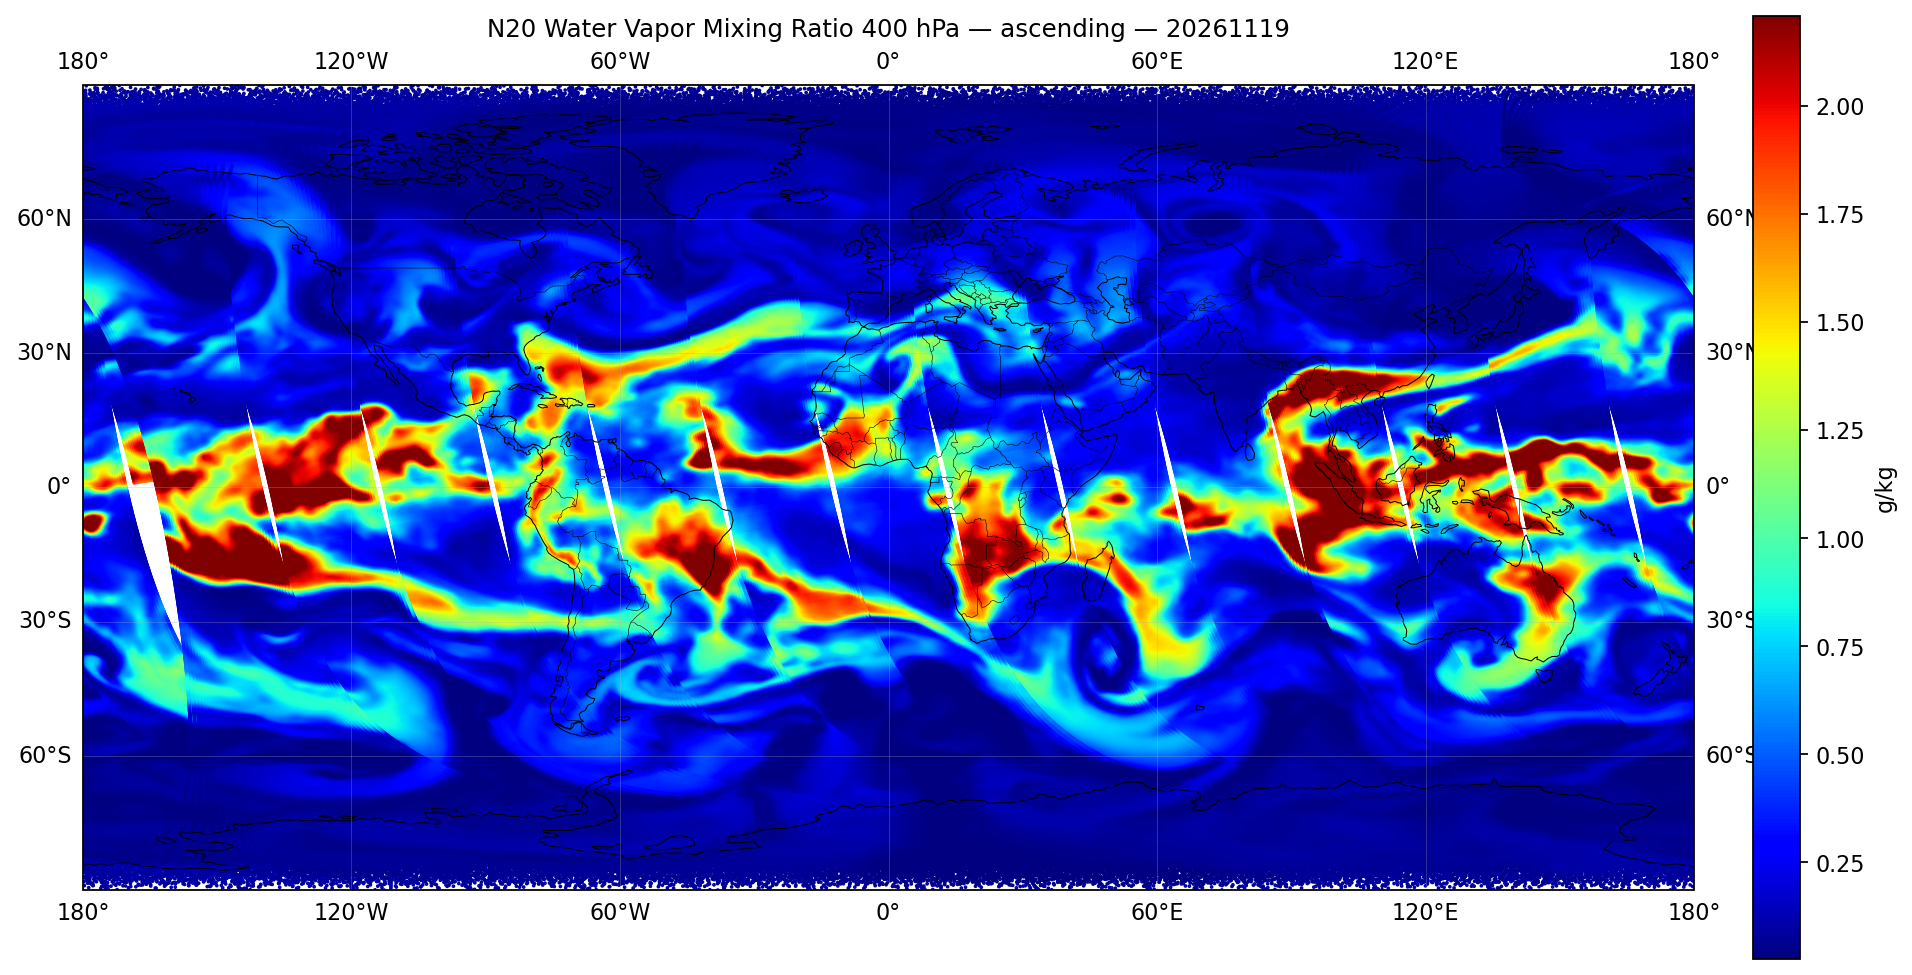 N20 Water Vapor Mixing Ratio 400 hPa — ascending — 20261119
180° 120°W 60°W 0° 60°E 120°E 180°
60°N 60°N
30°N 30°N
0° 0°
30°S 30°S
60°S 60°S
180° 120°W 60°W 0° 60°E 120°E 180°
2.00
1.75
1.50
1.25
1.00
0.75
0.50
0.25
g/kg